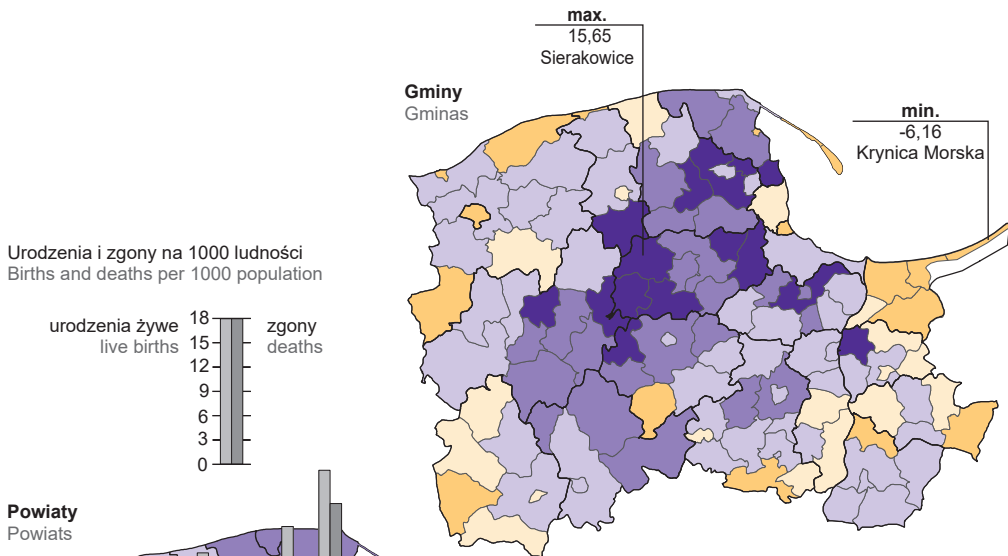 max.
15,65
Sierakowice
Gminy
Gminas
min.
-6,16
Krynica Morska
Urodzenia i zgony na 1000 ludności
Births and deaths per 1000 population
urodzenia żywe
live births
18
15
12
9
6
3
0
zgony
deaths
Powiaty
Powiats